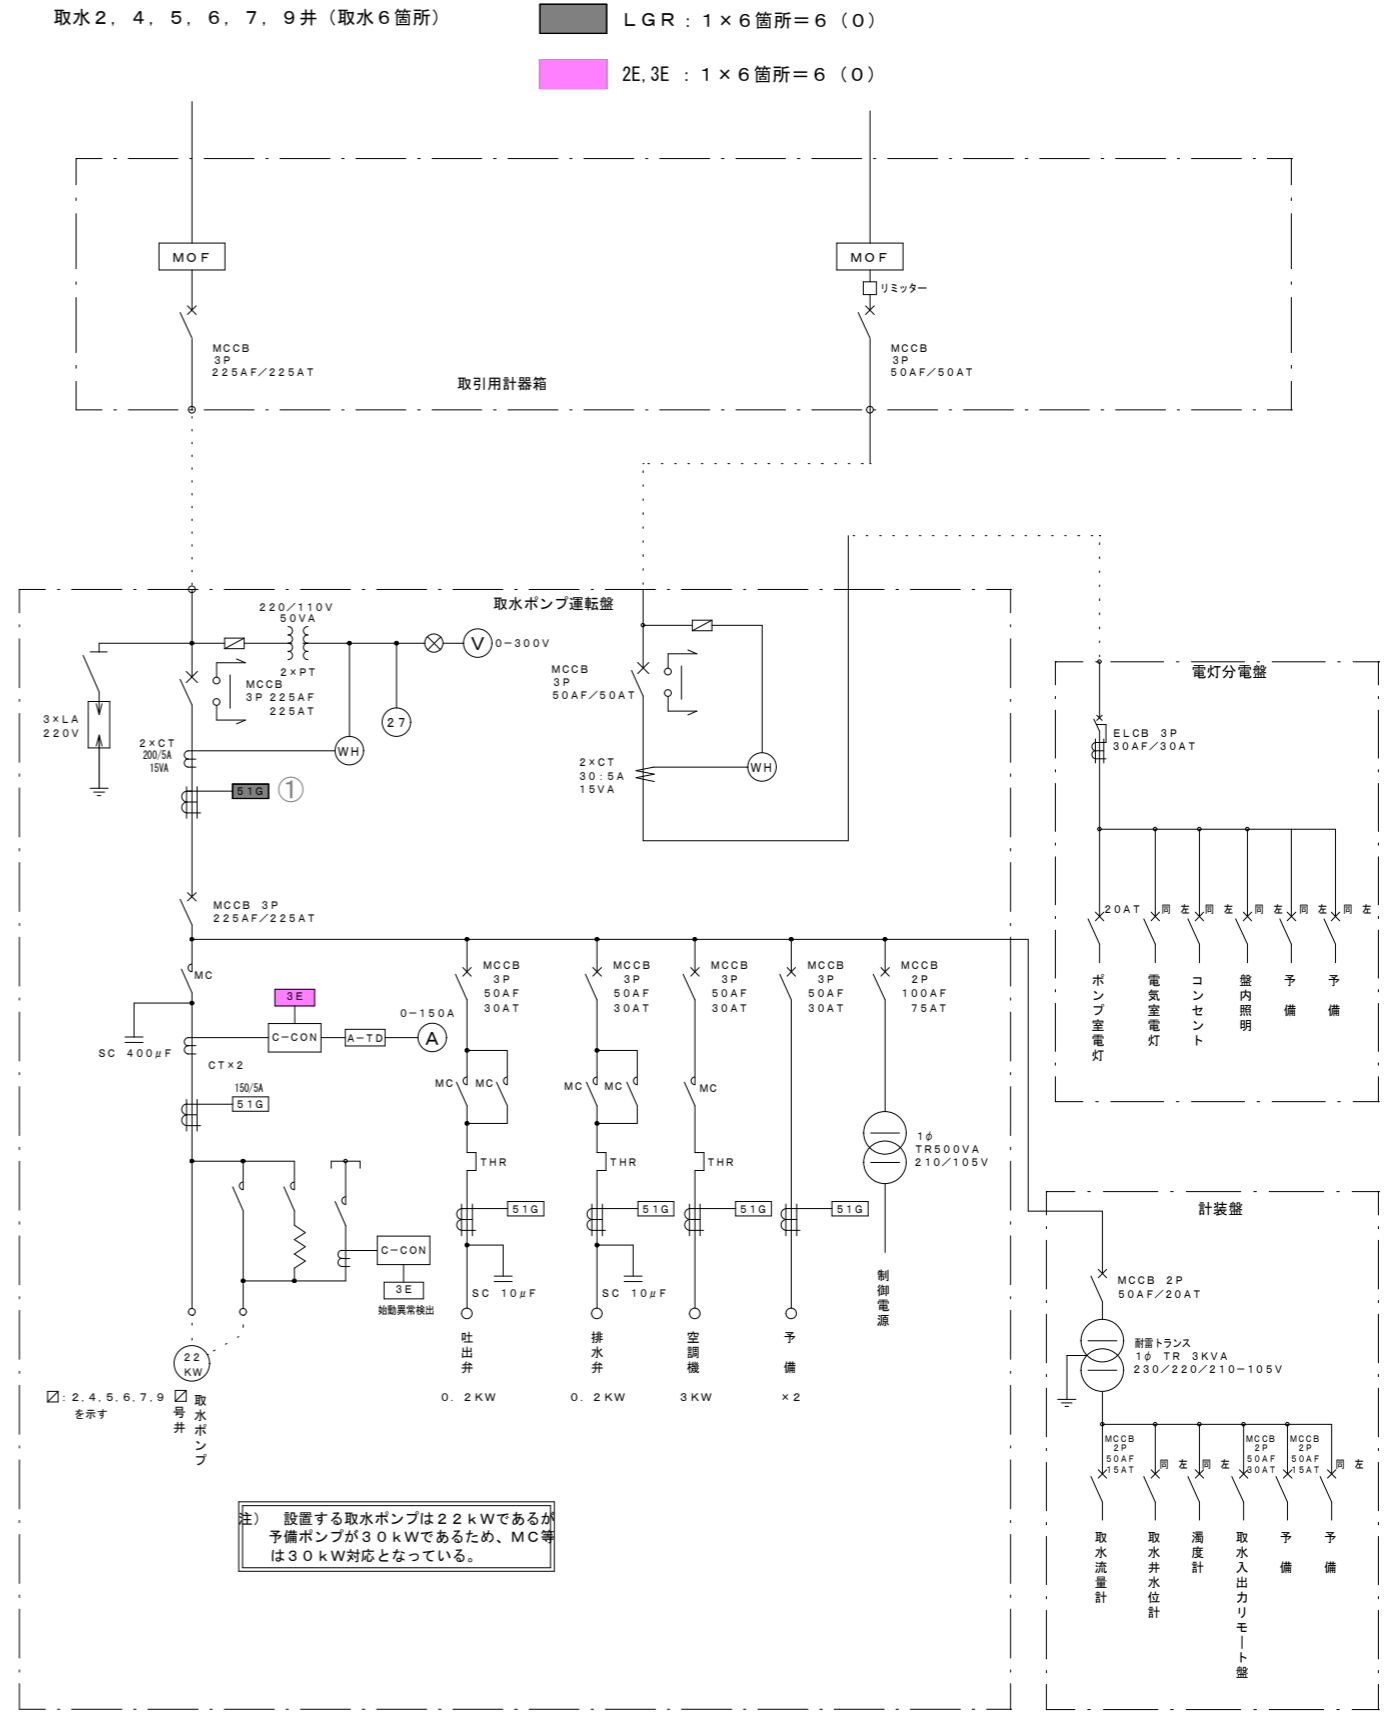 取水２，４，５，６，７，９井（取水６箇所）
ＬＧＲ：１×６箇所＝６（０）
2E,3E ：１×６箇所＝６（０）
MOF
MCCB
3P
225AF/225AT
取引用計器箱
MOF
リミッター
MCCB
3P
50AF/50AT
取水ポンプ運転盤
220/110V
50VA
2×PT
V
0-300V
MCCB
3P 225AF
225AT
27
3×LA
220V
2×CT
200/5A
15VA
WH
51G
①
MCCB
3P
50AF/50AT
2×CT
30:5A
15VA
WH
MCCB 3P
225AF/225AT
MC
SC 400μF
3E
C-CON
A-TD
0-150A
A
CT×2
150/5A
51G
C-CON
3E
始動異常検出
22
KW
〼:2,4,5,6,7,9
を示す
〼号井
取水ポンプ
MCCB
3P
50AF
30AT
MC
MC
THR
51G
SC 10μF
吐出弁
0.2KW
MCCB
3P
50AF
30AT
MC
MC
THR
51G
SC 10μF
排水弁
0.2KW
MCCB
3P
50AF
30AT
MC
THR
51G
空調機
3KW
MCCB
3P
50AF
30AT
51G
予備
×2
MCCB
2P
100AF
75AT
1φ
TR500VA
210/105V
制御電源
注）　設置する取水ポンプは２２ｋＷであるが
予備ポンプが３０ｋＷであるため、ＭＣ等
は３０ｋＷ対応となっている。
電灯分電盤
ELCB 3P
30AF/30AT
20AT
同左
同左
同左
同左
同左
ポンプ室電灯
電気室電灯
コンセント
盤内照明
予備
予備
計装盤
MCCB 2P
50AF/20AT
耐雷トランス
1φ TR 3KVA
230/220/210-105V
MCCB
2P
50AF
15AT
同左
同左
MCCB
2P
50AF
30AT
MCCB
2P
50AF
15AT
同左
取水流量計
取水井水位計
濁度計
取水入出力リモート盤
予備
予備